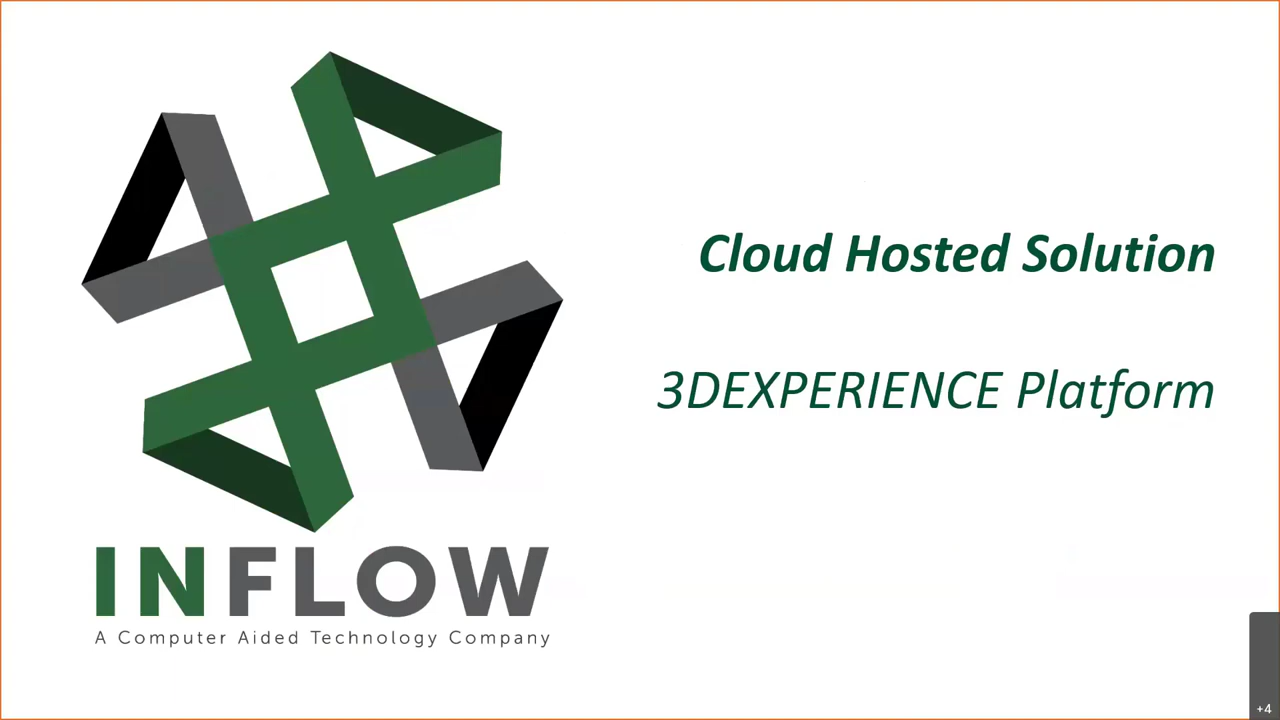 Cloud Hosted Solution
3DEXPERIENCE Platform
INFLOW
A Computer Aided Technology Company
+4